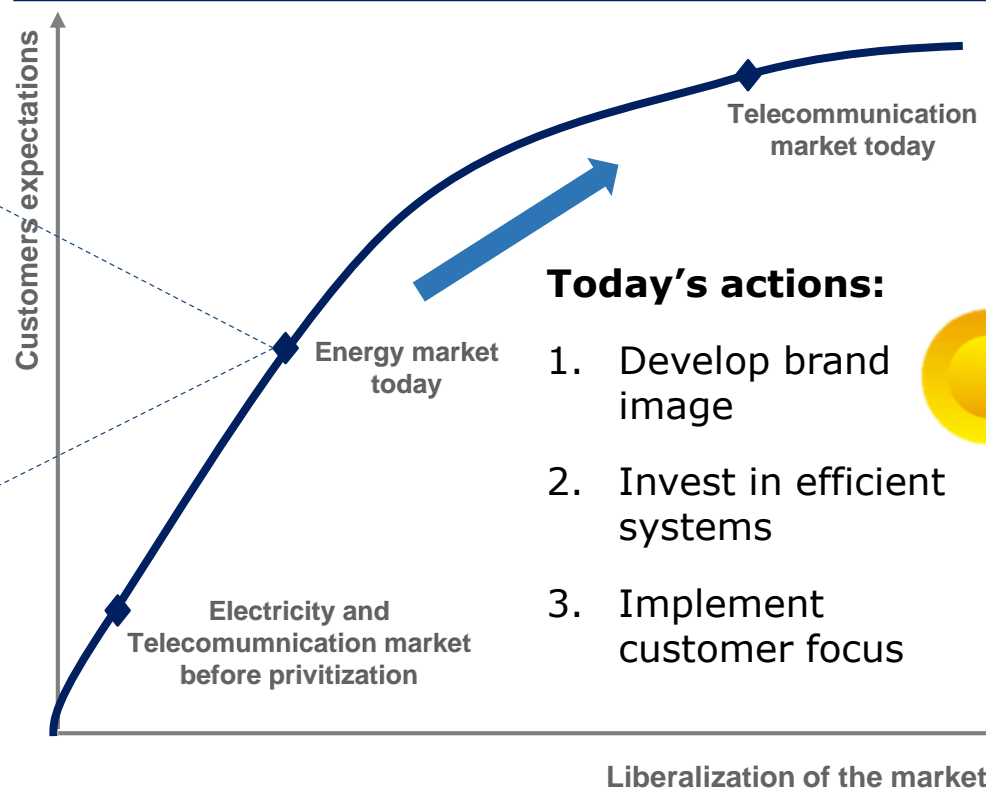 Customers expectations
Telecommunication
market today
Today's actions:
Energy market
today
1. Develop brand
image
2. Invest in efficient
systems
3. Implement
customer focus
Electricity and
Telecomumnication market
before privitization
Liberalization of the market